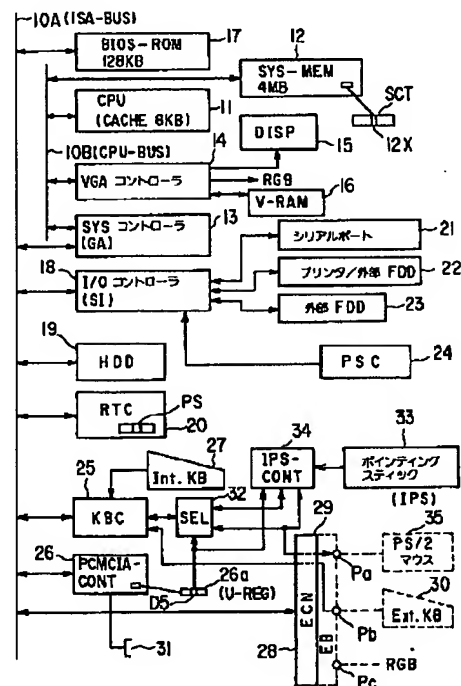 10A (ISA-BUS)
BIOS-ROM
128KB
17
12
SYS-MEM
4MB
SCT
12X
CPU
(CACHE 8KB)
11
10B(CPU-BUS)
14
DISP
15
VGA コントローラ
RGB
V-RAM
16
SYS
コントローラ
(GA)
13
21
シリアルポート
18
I/O コントローラ
(SI)
プリンタ/外部 FDD
22
外部 FDD
23
19
HDD
PSC
24
RTC
PS
20
27
Int. KB
34
IPS-
CONT
33
ポインティング
スティック
(IPS)
25
KBC
32
SEL
29
35
PS/2
マウス
Pa
26
PCMCIA-
CONT
26a
(U-REG)
D5
30
Ext. KB
Pb
ECN
EB
28
31
RGB
Pc